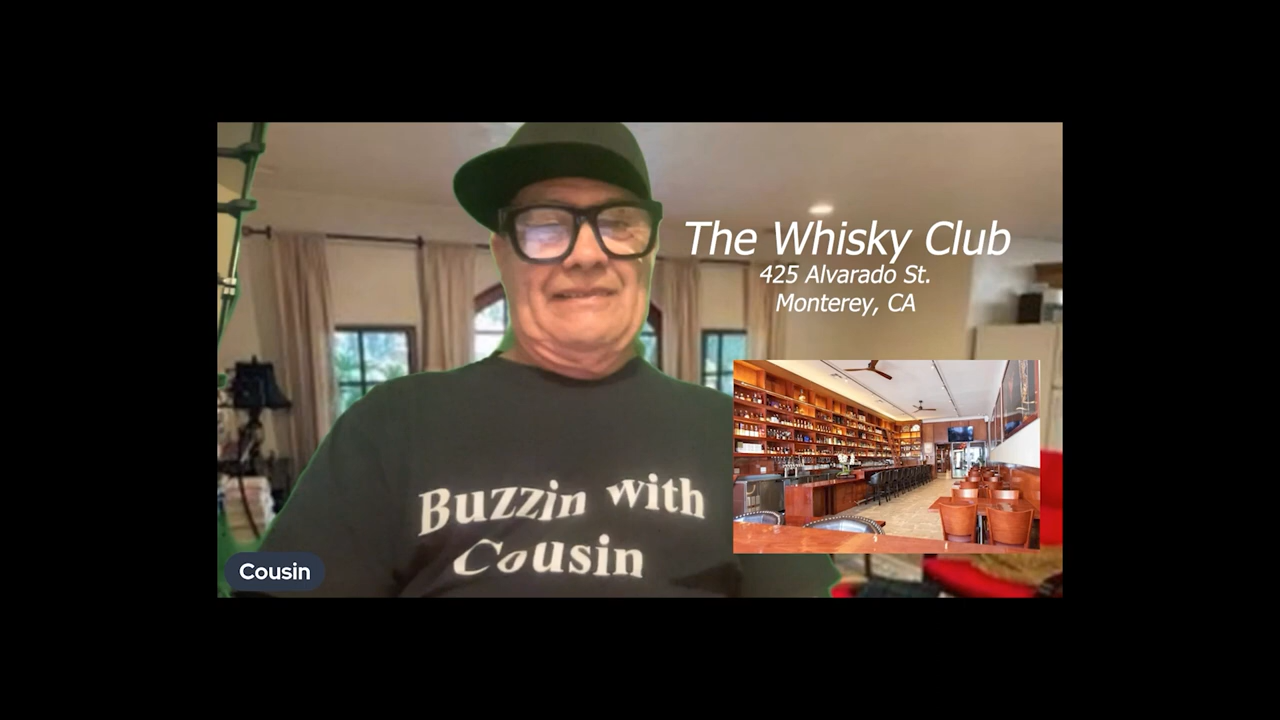 The Whisky Club
425 Alvarado St.
Monterey, CA
Buzzin with
Cousin
Cousin